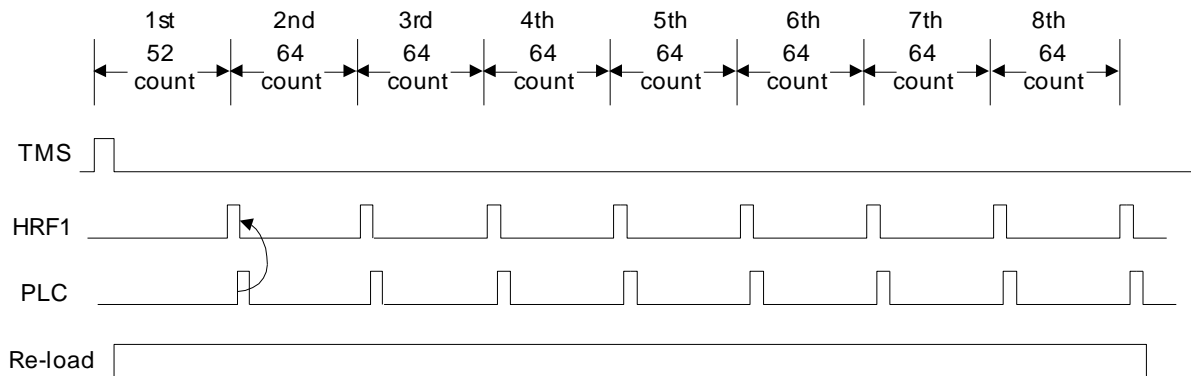 1st 2nd 3rd 4th 5th 6th 7th 8th
52 64 64 64 64 64 64 64
count count count count count count count count
TMS
HRF1
PLC
Re-load